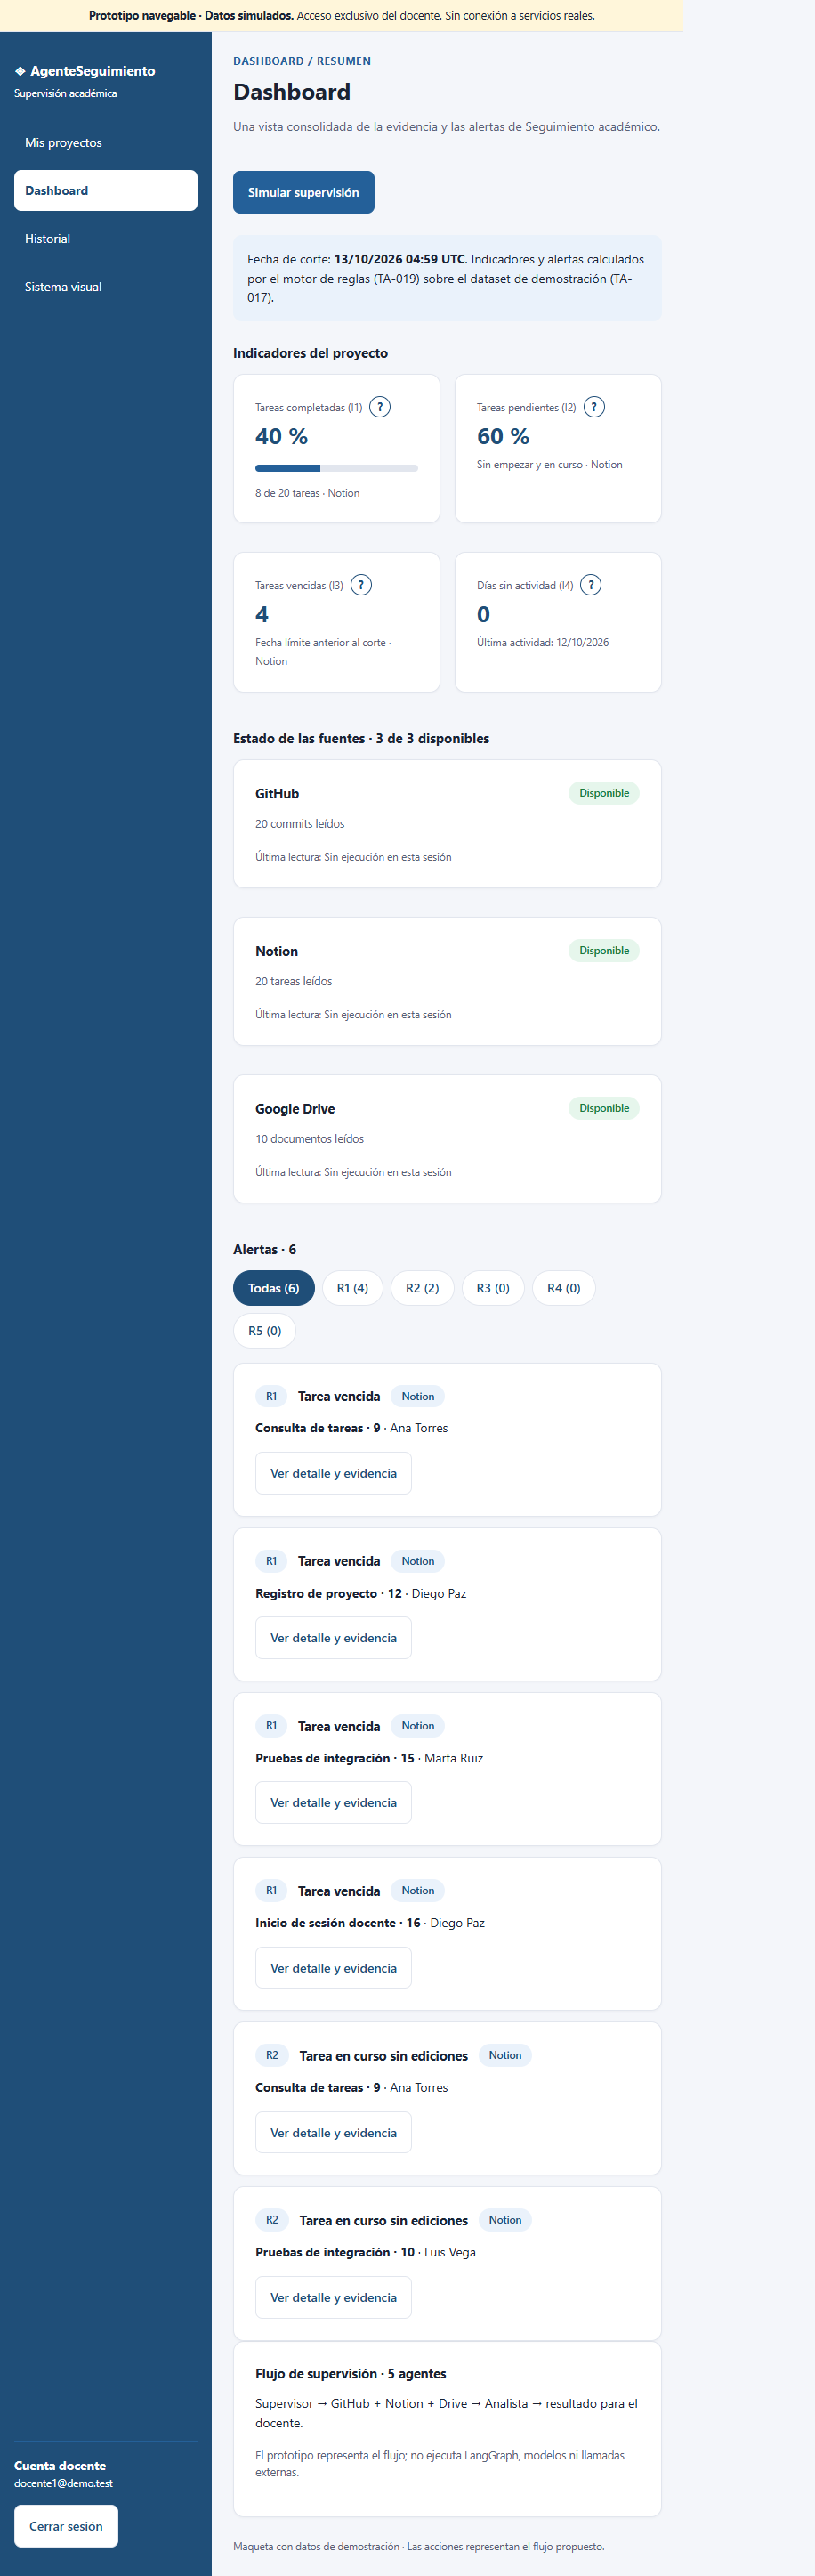 Prototipo navegable · Datos simulados. Acceso exclusivo del docente. Sin conexión a servicios reales.
❖ AgenteSeguimiento
Supervisión académica
Mis proyectos
Dashboard
Historial
Sistema visual
DASHBOARD / RESUMEN
Dashboard
Una vista consolidada de la evidencia y las alertas de Seguimiento académico.
Simular supervisión
Fecha de corte: 13/10/2026 04:59 UTC. Indicadores y alertas calculados
por el motor de reglas (TA-019) sobre el dataset de demostración (TA-
017).
Indicadores del proyecto
Tareas completadas (I1) ?
40 %
8 de 20 tareas · Notion
Tareas pendientes (I2) ?
60 %
Sin empezar y en curso · Notion
Tareas vencidas (I3) ?
4
Fecha límite anterior al corte ·
Notion
Días sin actividad (I4) ?
0
Última actividad: 12/10/2026
Estado de las fuentes · 3 de 3 disponibles
GitHub Disponible
20 commits leídos
Última lectura: Sin ejecución en esta sesión
Notion Disponible
20 tareas leídos
Última lectura: Sin ejecución en esta sesión
Google Drive Disponible
10 documentos leídos
Última lectura: Sin ejecución en esta sesión
Alertas · 6
Todas (6) R1 (4) R2 (2) R3 (0) R4 (0)
R5 (0)
R1 Tarea vencida Notion
Consulta de tareas · 9 · Ana Torres
Ver detalle y evidencia
R1 Tarea vencida Notion
Registro de proyecto · 12 · Diego Paz
Ver detalle y evidencia
R1 Tarea vencida Notion
Pruebas de integración · 15 · Marta Ruiz
Ver detalle y evidencia
R1 Tarea vencida Notion
Inicio de sesión docente · 16 · Diego Paz
Ver detalle y evidencia
R2 Tarea en curso sin ediciones Notion
Consulta de tareas · 9 · Ana Torres
Ver detalle y evidencia
R2 Tarea en curso sin ediciones Notion
Pruebas de integración · 10 · Luis Vega
Ver detalle y evidencia
Flujo de supervisión · 5 agentes
Supervisor → GitHub + Notion + Drive → Analista → resultado para el
docente.
El prototipo representa el flujo; no ejecuta LangGraph, modelos ni llamadas
externas.
Cuenta docente
docente1@demo.test
Cerrar sesión
Maqueta con datos de demostración · Las acciones representan el flujo propuesto.